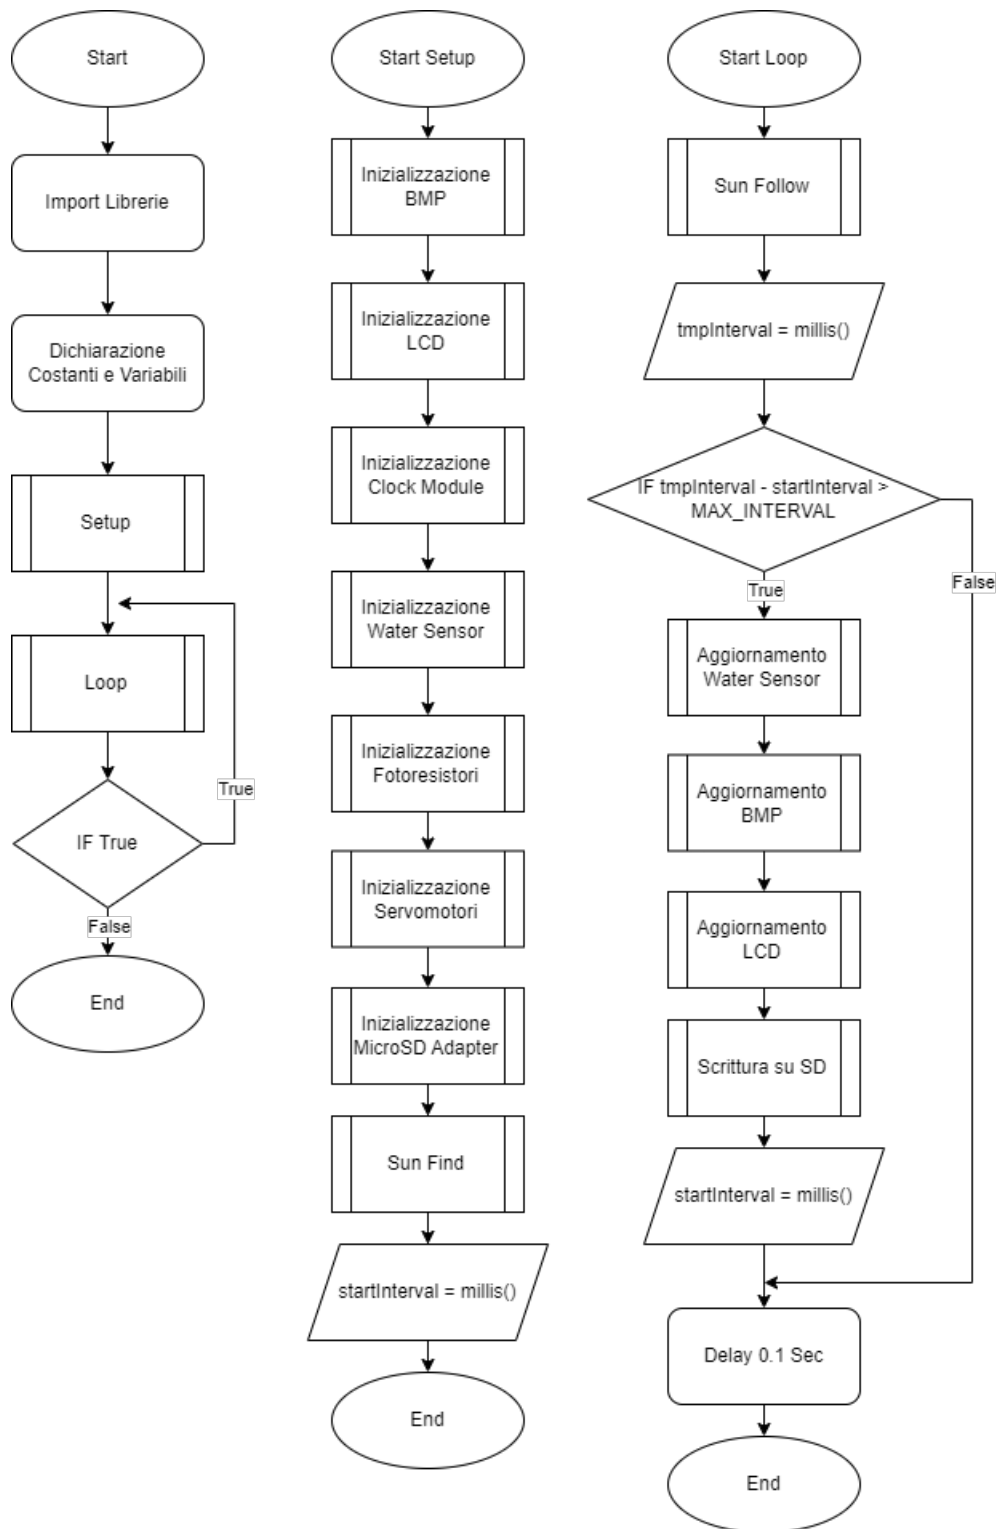 Start
Import Librerie
Dichiarazione
Costanti e Variabili
Setup
Loop
True
IF True
False
End
Start Setup
Inizializzazione
BMP
Inizializzazione
LCD
Inizializzazione
Clock Module
Inizializzazione
Water Sensor
Inizializzazione
Fotoresistori
Inizializzazione
Servomotori
Inizializzazione
MicroSD Adapter
Sun Find
startInterval = millis()
End
Start Loop
Sun Follow
tmpInterval = millis()
IF tmpInterval - startInterval >
MAX_INTERVAL
False
True
Aggiornamento
Water Sensor
Aggiornamento
BMP
Aggiornamento
LCD
Scrittura su SD
startInterval = millis()
Delay 0.1 Sec
End